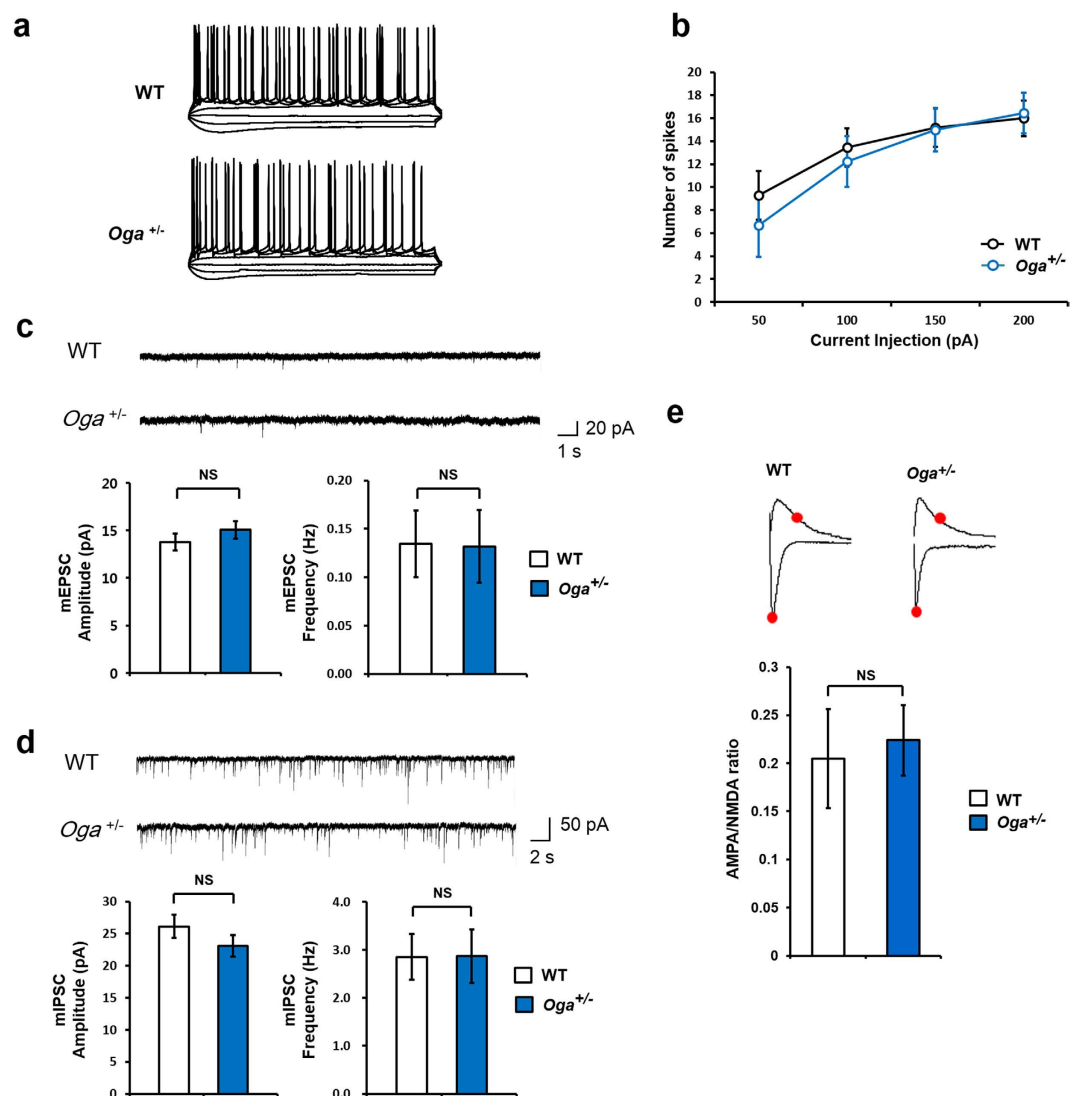 a
WT
Oga +/-
b
Number of spikes
20
18
16
14
12
10
8
6
4
2
0
50 100 150 200
Current Injection (pA)
WT
Oga+/-
c
WT
Oga +/-
20 pA
1 s
mEPSC
Amplitude (pA)
20
15
10
5
0
NS
mEPSC
Frequency (Hz)
0.20
0.15
0.10
0.05
0.00
NS
WT
Oga+/-
d
WT
Oga +/-
50 pA
2 s
mIPSC
Amplitude (pA)
30
25
20
15
10
5
0
NS
mIPSC
Frequency (Hz)
4.0
3.0
2.0
1.0
0.0
NS
WT
Oga+/-
e
WT
Oga+/-
AMPA/NMDA ratio
0.3
0.25
0.2
0.15
0.1
0.05
0
NS
WT
Oga+/-